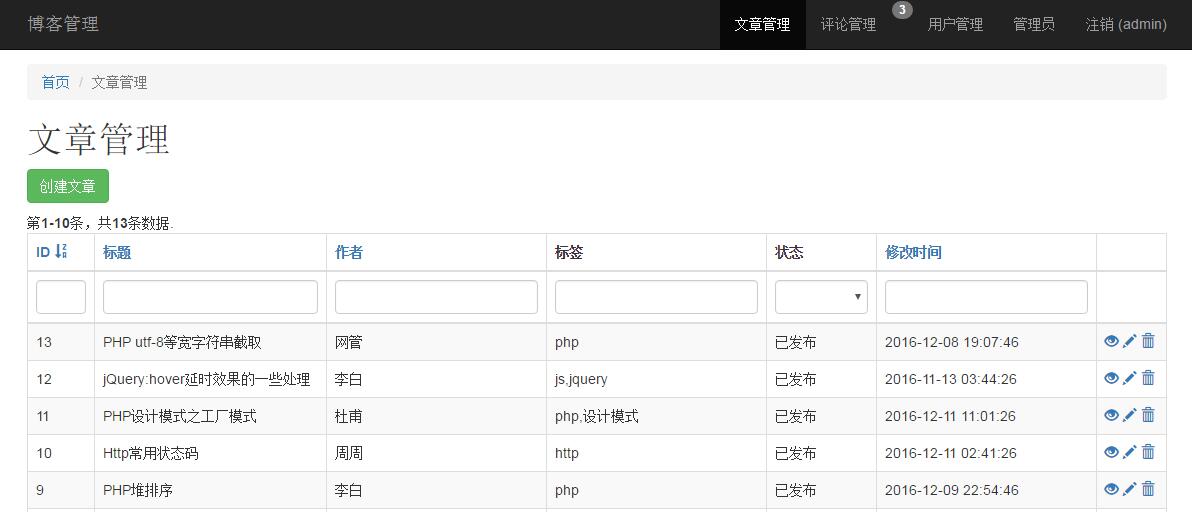 博客管理 文章管理 评论管理 3 用户管理 管理员 注销 (admin)
首页 / 文章管理
文章管理
创建文章
第1-10条，共13条数据.
ID 标题 作者 标签 状态 修改时间
13 PHP utf-8等宽字符串截取 网管 php 已发布 2016-12-08 19:07:46
12 jQuery:hover延时效果的一些处理 李白 js,jquery 已发布 2016-11-13 03:44:26
11 PHP设计模式之工厂模式 杜甫 php,设计模式 已发布 2016-12-11 11:01:26
10 Http常用状态码 周周 http 已发布 2016-12-11 02:41:26
9 PHP堆排序 李白 php 已发布 2016-12-09 22:54:46